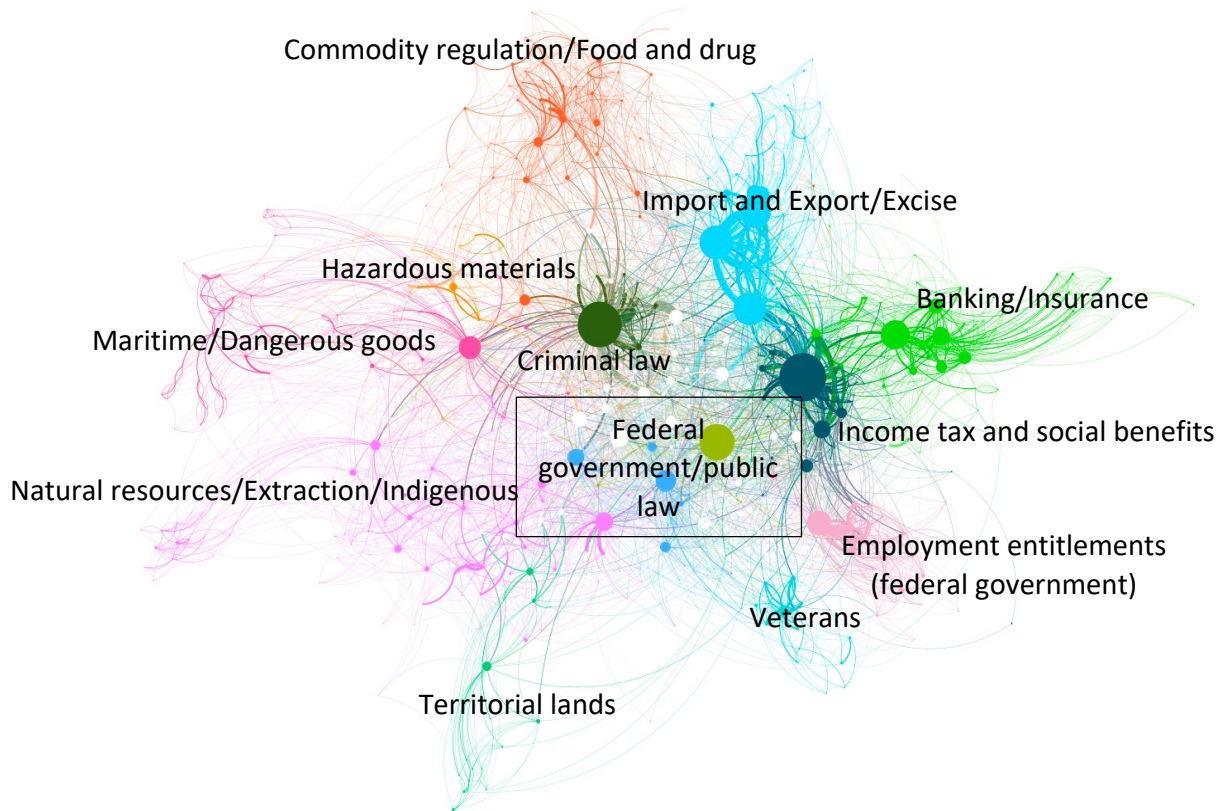 Commodity regulation/Food and drug
Import and Export/Excise
Hazardous materials
Banking/Insurance
Maritime/Dangerous goods
Criminal law
Federal
government/public
law
Income tax and social benefits
Natural resources/Extraction/Indigenous
Employment entitlements
(federal government)
Veterans
Territorial lands